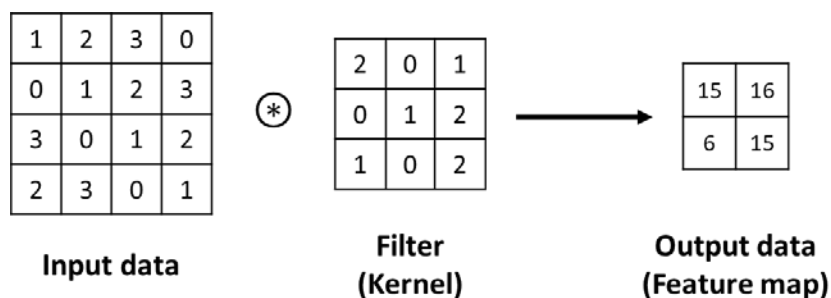 1 2 3 0
0 1 2 3
3 0 1 2
2 3 0 1
Input data
*
2 0 1
0 1 2
1 0 2
Filter
(Kernel)
15 16
6 15
Output data
(Feature map)